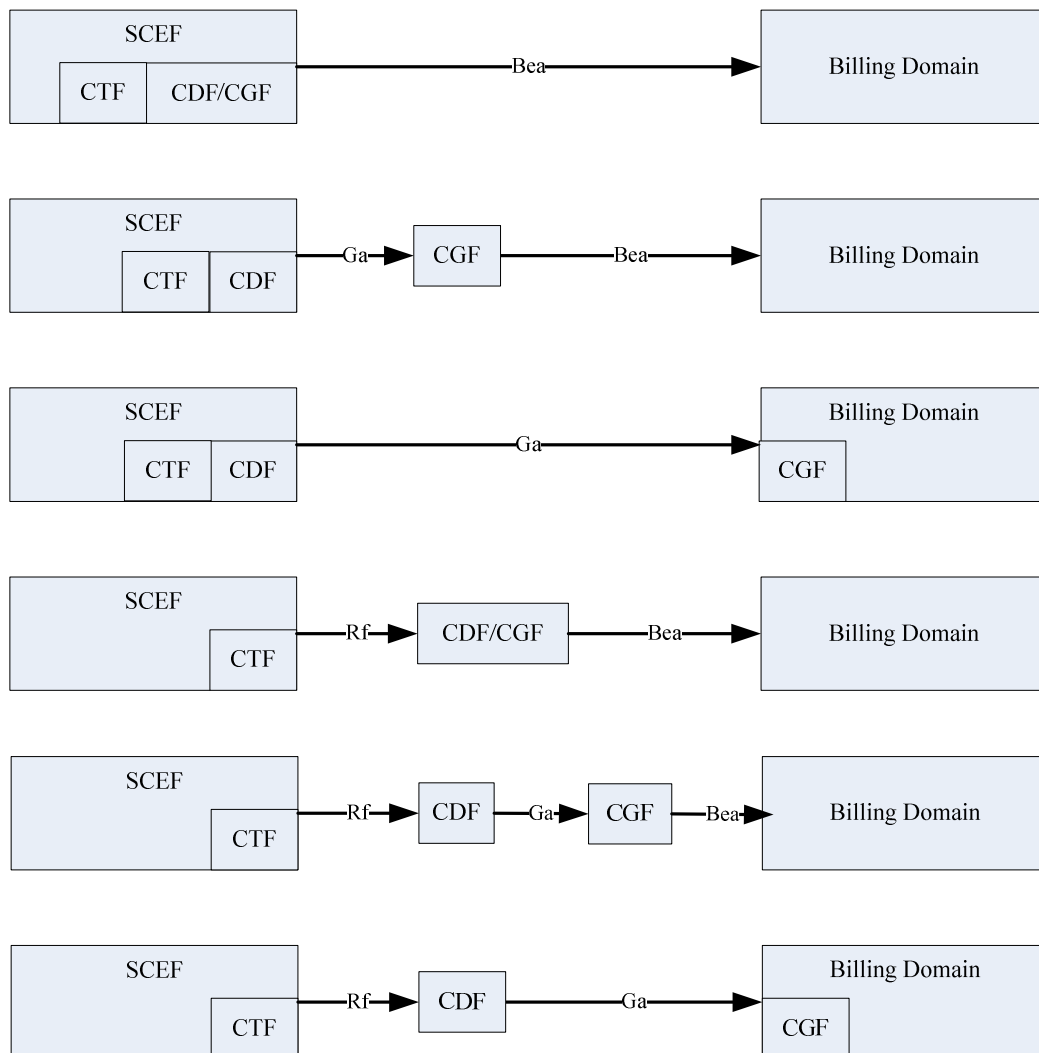 SCEF
CTF
CDF/CGF
Bea
Billing Domain
SCEF
CTF
CDF
Ga
CGF
Bea
Billing Domain
SCEF
CTF
CDF
Ga
Billing Domain
CGF
SCEF
CTF
Rf
CDF/CGF
Bea
Billing Domain
SCEF
CTF
Rf
CDF
Ga
CGF
Bea
Billing Domain
SCEF
CTF
Rf
CDF
Ga
Billing Domain
CGF